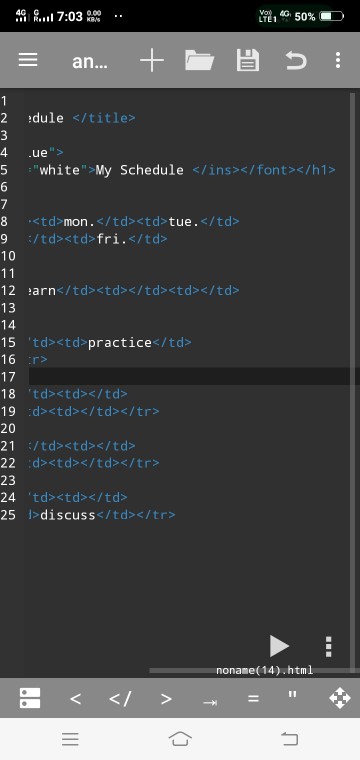 4G G 7:03 0.00 KB/s Vo) LTE1 4G 50%
an...
1
2 edule </title>
3
4 lue">
5 ="white">My Schedule </ins></font></h1>
6
7
8 <td>mon.</td><td>tue.</td>
9 </td><td>fri.</td>
10
11
12 earn</td><td></td><td></td>
13
14
15 /td><td>practice</td>
16 tr>
17
18 /td><td></td>
19 d><td></td></tr>
20
21 </td><td></td>
22 d><td></td></tr>
23
24 /td><td></td>
25 d>discuss</td></tr>
noname(14).html
< </ > = "